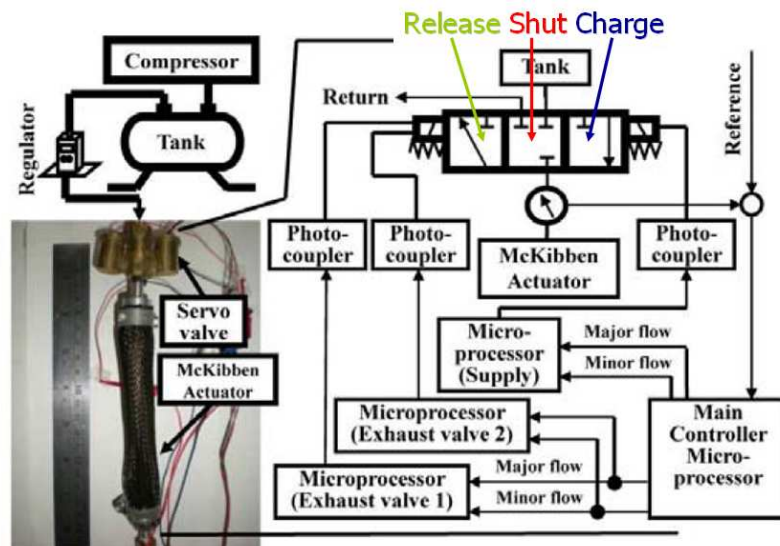 Release Shut Charge
Compressor
Tank
Return
Tank
Regulator
Reference
Photo-
coupler
Photo-
coupler
McKibben
Actuator
Photo-
coupler
Servo
valve
McKibben
Actuator
Micro-
processor
(Supply)
Major flow
Minor flow
Microprocessor
(Exhaust valve 2)
Main
Controller
Micro-
processor
Microprocessor
(Exhaust valve 1)
Major flow
Minor flow